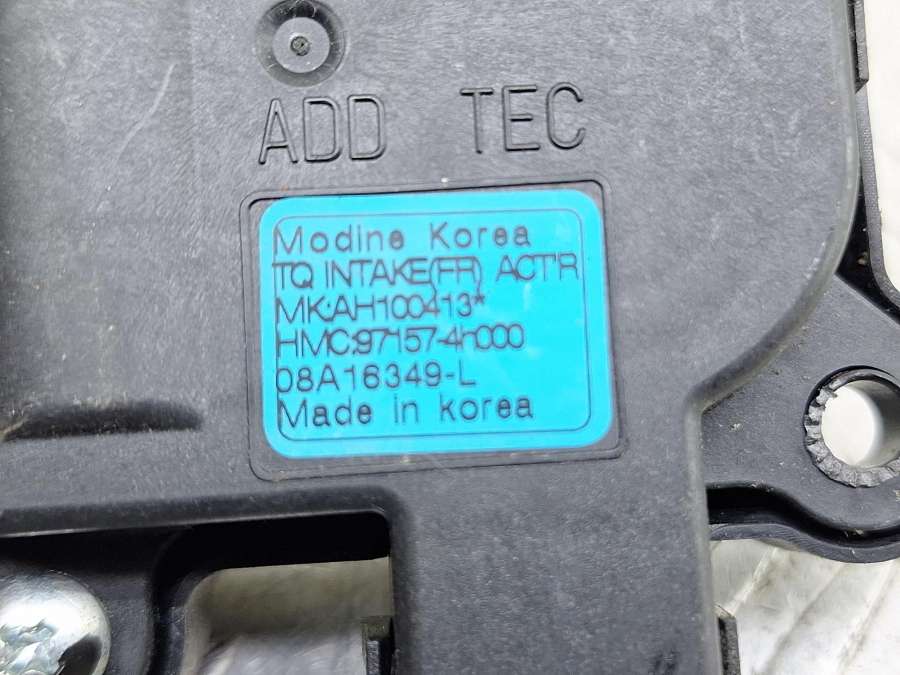 ADD TEC
Modine Korea
TQ INTAKE(FR) ACT'R
MK:AH100413*
HMC:97157-4h000
08A16349-L
Made in korea